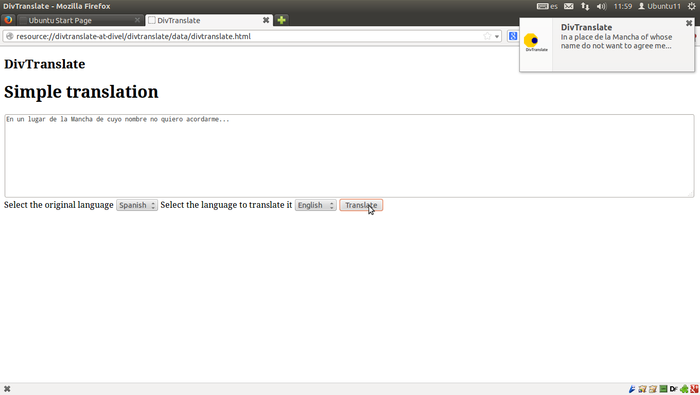 DivTranslate - Mozilla Firefox
es
11:59
Ubuntu11
Ubuntu Start Page
DivTranslate
resource://divtranslate-at-divel/divtranslate/data/divtranslate.html
DivTranslate
In a place de la Mancha of whose
name do not want to agree me...
DivTranslate
DivTranslate
Simple translation
En un lugar de la Mancha de cuyo nombre no quiero acordarme...
Select the original language Spanish Select the language to translate it English Translate